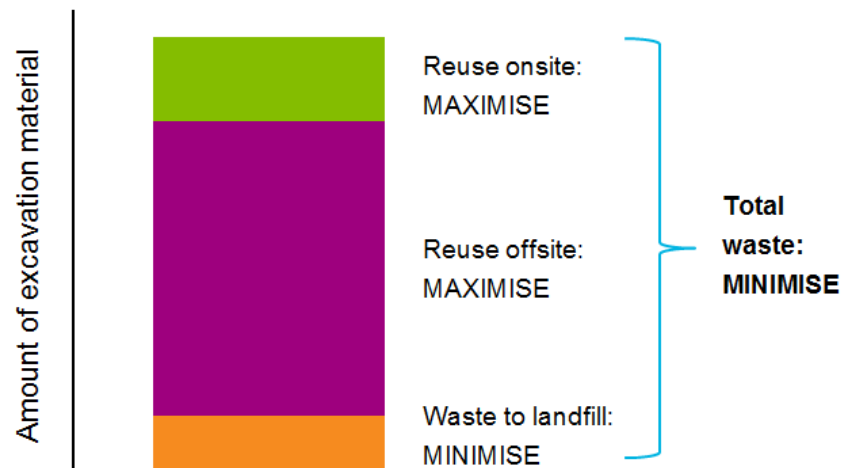 Amount of excavation material
Reuse onsite:
MAXIMISE
Reuse offsite:
MAXIMISE
Waste to landfill:
MINIMISE
Total
waste:
MINIMISE